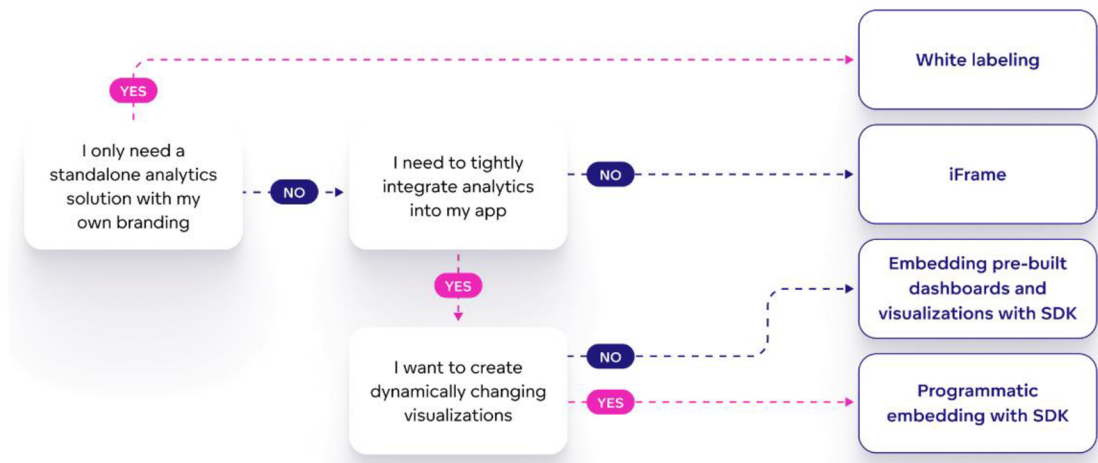 White labeling
YES
I only need a
standalone analytics
solution with my
own branding
NO
I need to tightly
integrate analytics
into my app
NO
iFrame
YES
Embedding pre-built
dashboards and
visualizations with SDK
I want to create
dynamically changing
visualizations
NO
YES
Programmatic
embedding with SDK